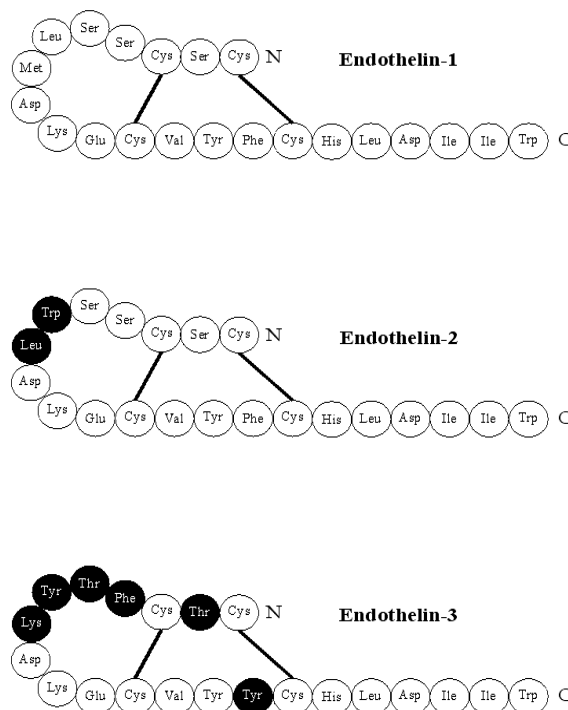 Leu Ser Ser Cys Ser Cys N Endothelin-1
Met
Asp
Lys Glu Cys Val Tyr Phe Cys His Leu Asp Ile Ile Trp C
Trp Ser Ser Cys Ser Cys N Endothelin-2
Leu
Asp
Lys Glu Cys Val Tyr Phe Cys His Leu Asp Ile Ile Trp C
Tyr Thr Phe Cys Thr Cys N Endothelin-3
Lys
Asp
Lys Glu Cys Val Tyr Tyr Cys His Leu Asp Ile Ile Trp C